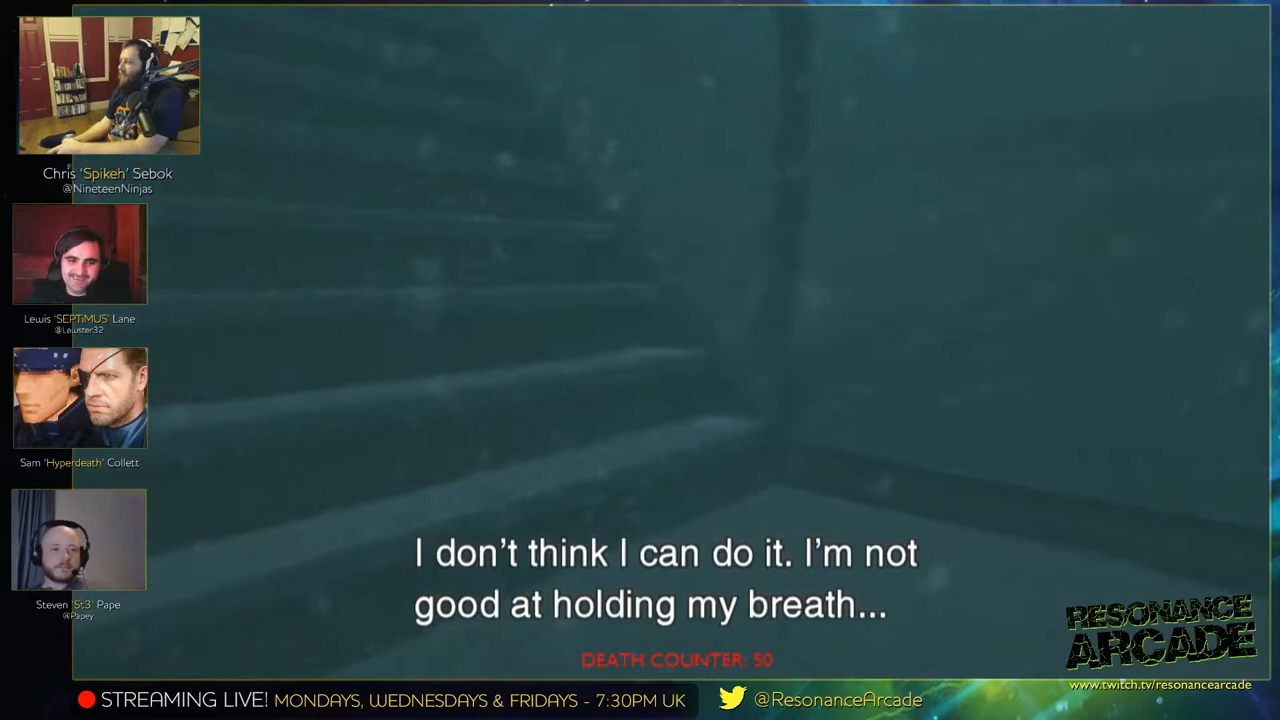 Chris 'Spikeh' Sebok
@NineteenNinjas
Lewis 'SEPTiMUS' Lane
@Lewster32
Sam 'Hyperdeath' Collett
Steven 'St3' Pape
@Papey
I don't think I can do it. I'm not
good at holding my breath...
DEATH COUNTER: 50
RESONANCE
ARCADE
www.twitch.tv/resonancearcade
STREAMING LIVE! MONDAYS, WEDNESDAYS & FRIDAYS - 7:30PM UK
@ResonanceArcade